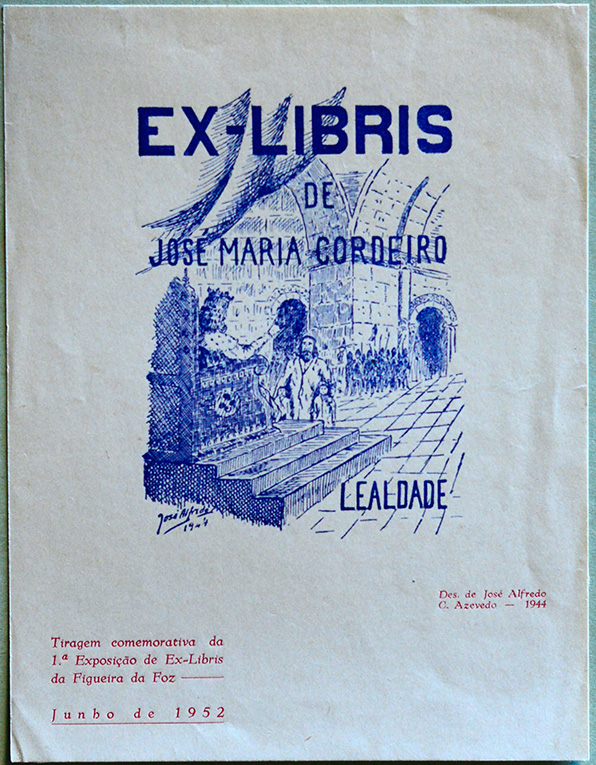 EX-LIBRIS
DE
JOSÉ MARIA CORDEIRO
LEALDADE
José Alfredo
1944
Des. de José Alfredo
C. Azevedo — 1944
Tiragem comemorativa da
1.ª Exposição de Ex-Libris
da Figueira da Foz
Junho de 1952